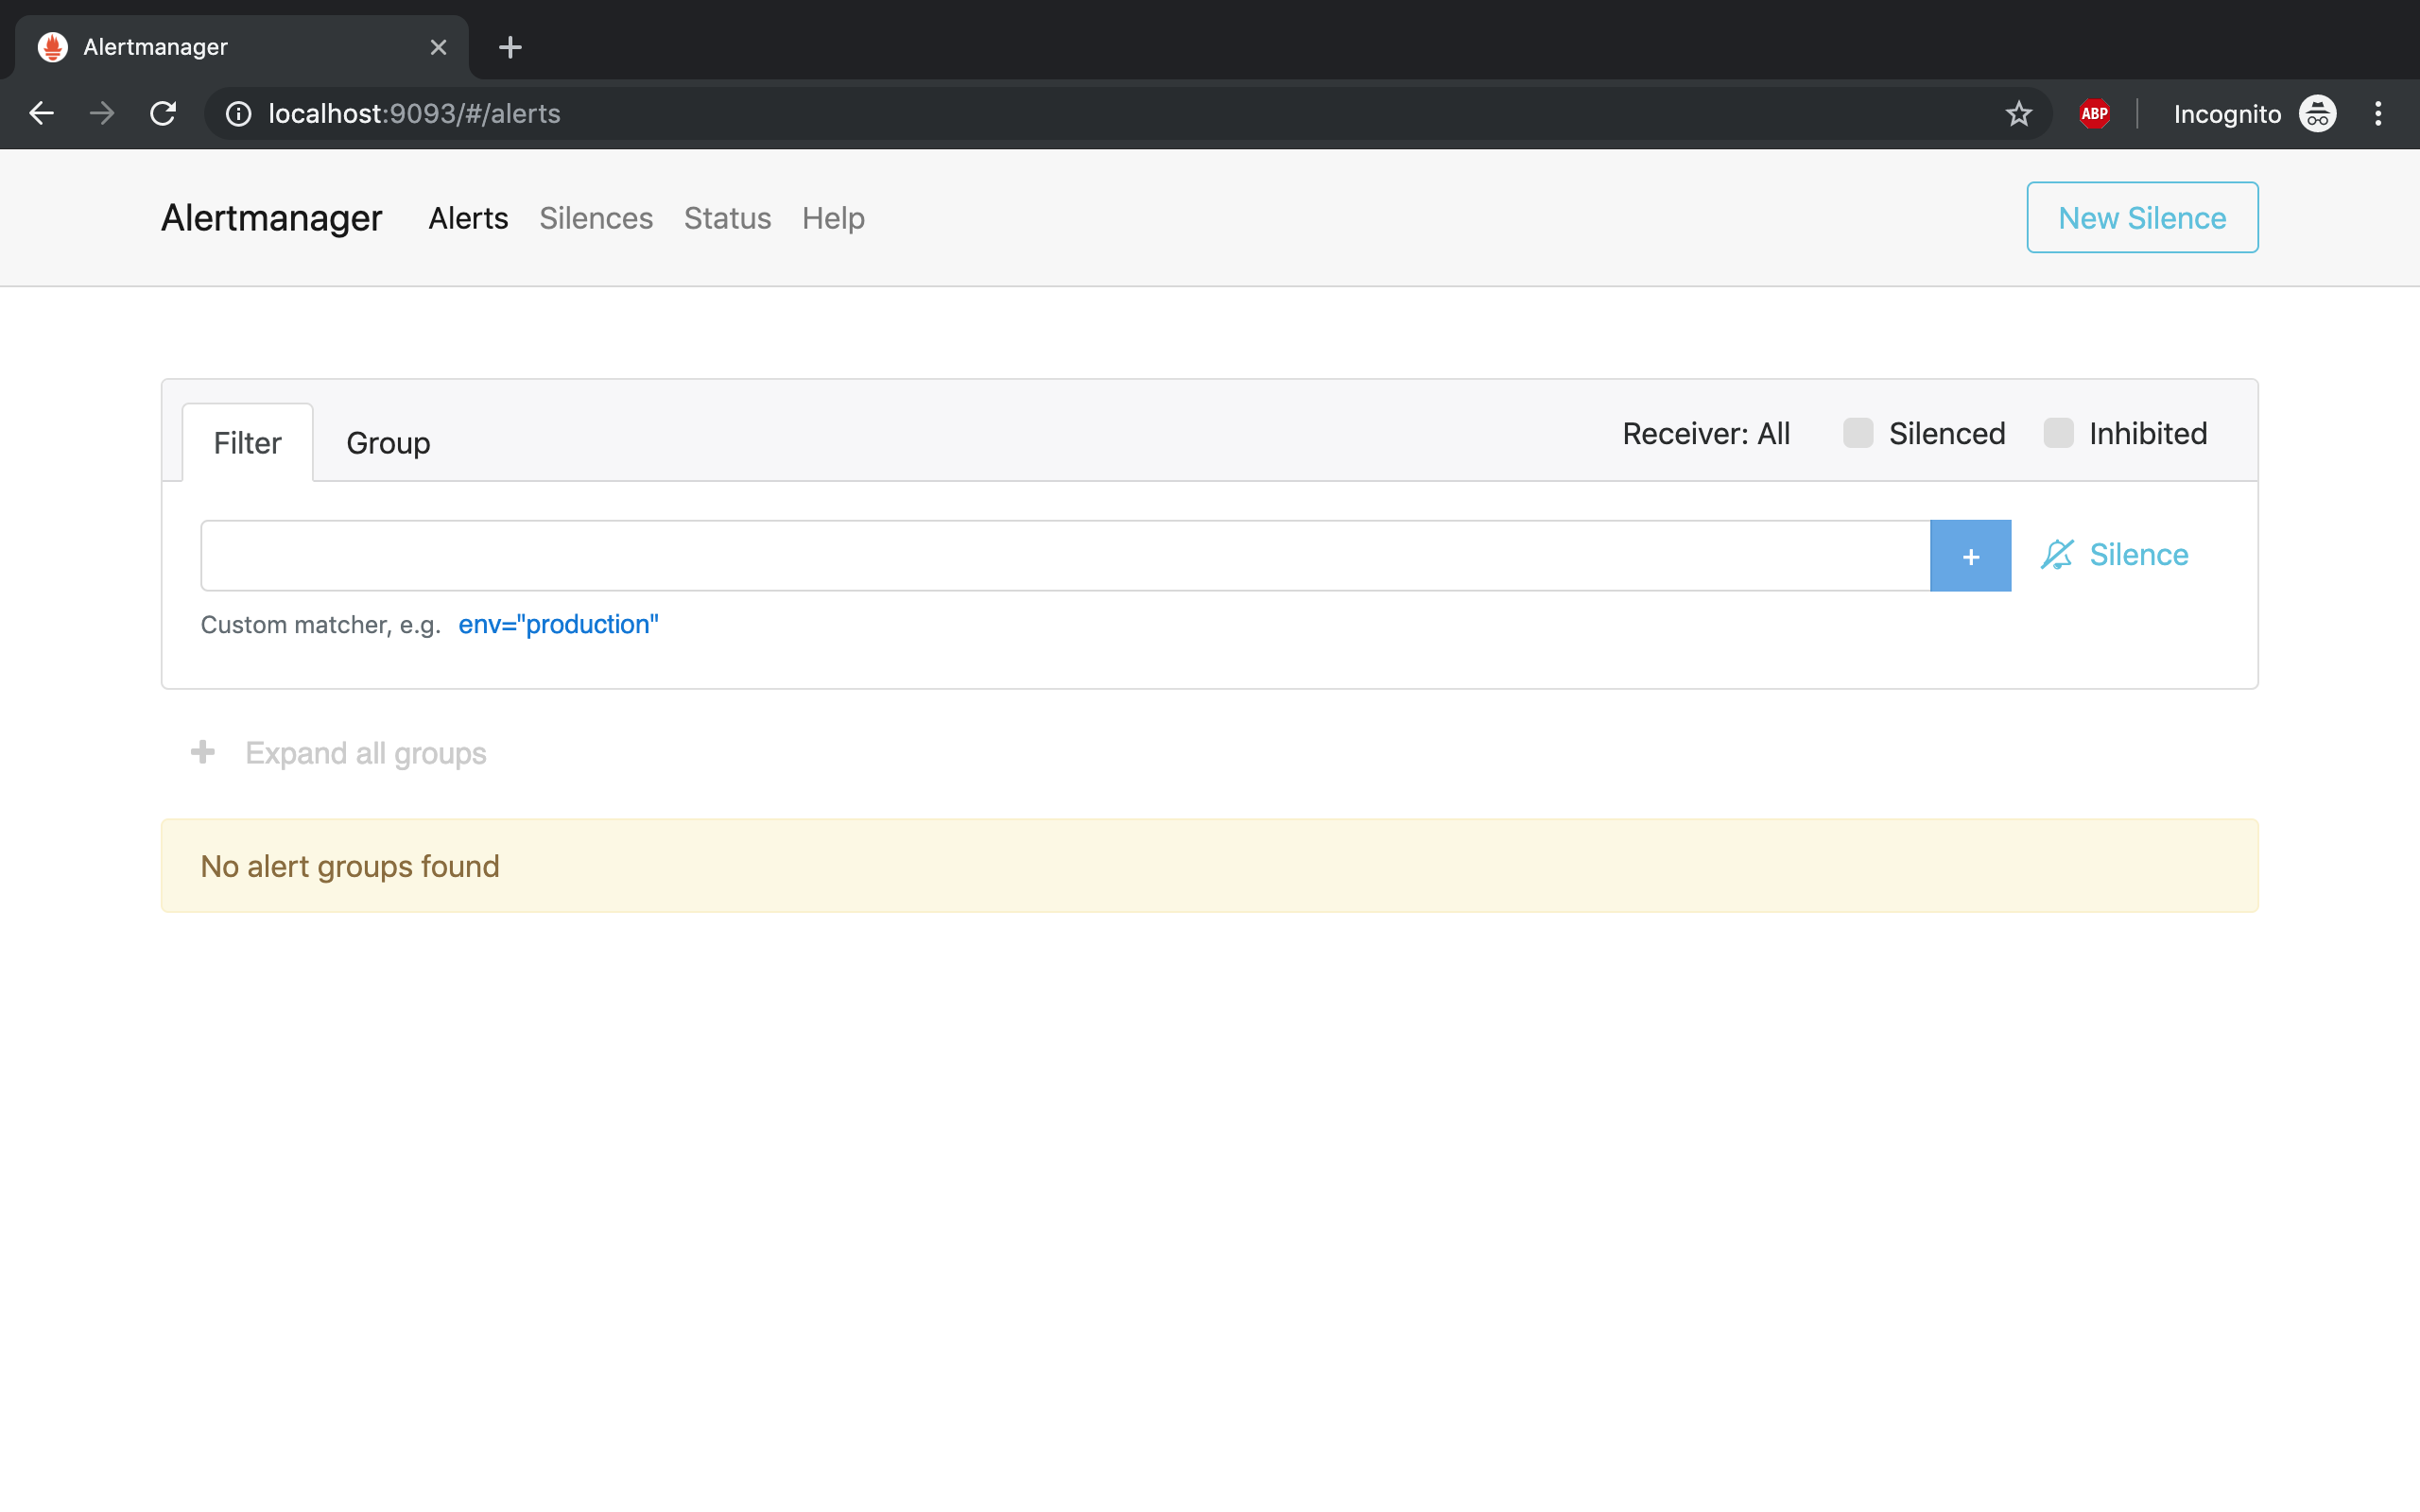 Alertmanager
localhost:9093/#/alerts
ABP
Incognito
Alertmanager Alerts Silences Status Help New Silence
Filter Group Receiver: All Silenced Inhibited
+ Silence
Custom matcher, e.g. env="production"
+ Expand all groups
No alert groups found